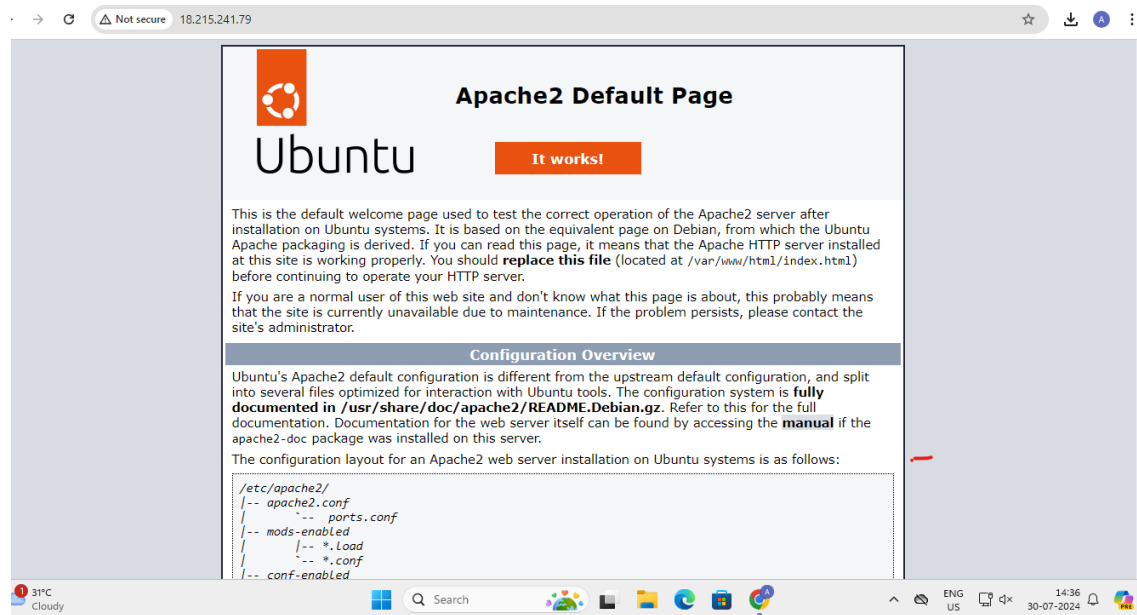 Not secure 18.215.241.79
A
Apache2 Default Page
Ubuntu
It works!
This is the default welcome page used to test the correct operation of the Apache2 server after
installation on Ubuntu systems. It is based on the equivalent page on Debian, from which the Ubuntu
Apache packaging is derived. If you can read this page, it means that the Apache HTTP server installed
at this site is working properly. You should replace this file (located at /var/www/html/index.html)
before continuing to operate your HTTP server.
If you are a normal user of this web site and don't know what this page is about, this probably means
that the site is currently unavailable due to maintenance. If the problem persists, please contact the
site's administrator.
Configuration Overview
Ubuntu's Apache2 default configuration is different from the upstream default configuration, and split
into several files optimized for interaction with Ubuntu tools. The configuration system is fully
documented in /usr/share/doc/apache2/README.Debian.gz. Refer to this for the full
documentation. Documentation for the web server itself can be found by accessing the manual if the
apache2-doc package was installed on this server.
The configuration layout for an Apache2 web server installation on Ubuntu systems is as follows:
/etc/apache2/
|-- apache2.conf
|       `--  ports.conf
|-- mods-enabled
|       |-- *.load
|       `-- *.conf
|-- conf-enabled
1
31°C
Cloudy
Search
A
ENG
US
14:36
30-07-2024
PRE